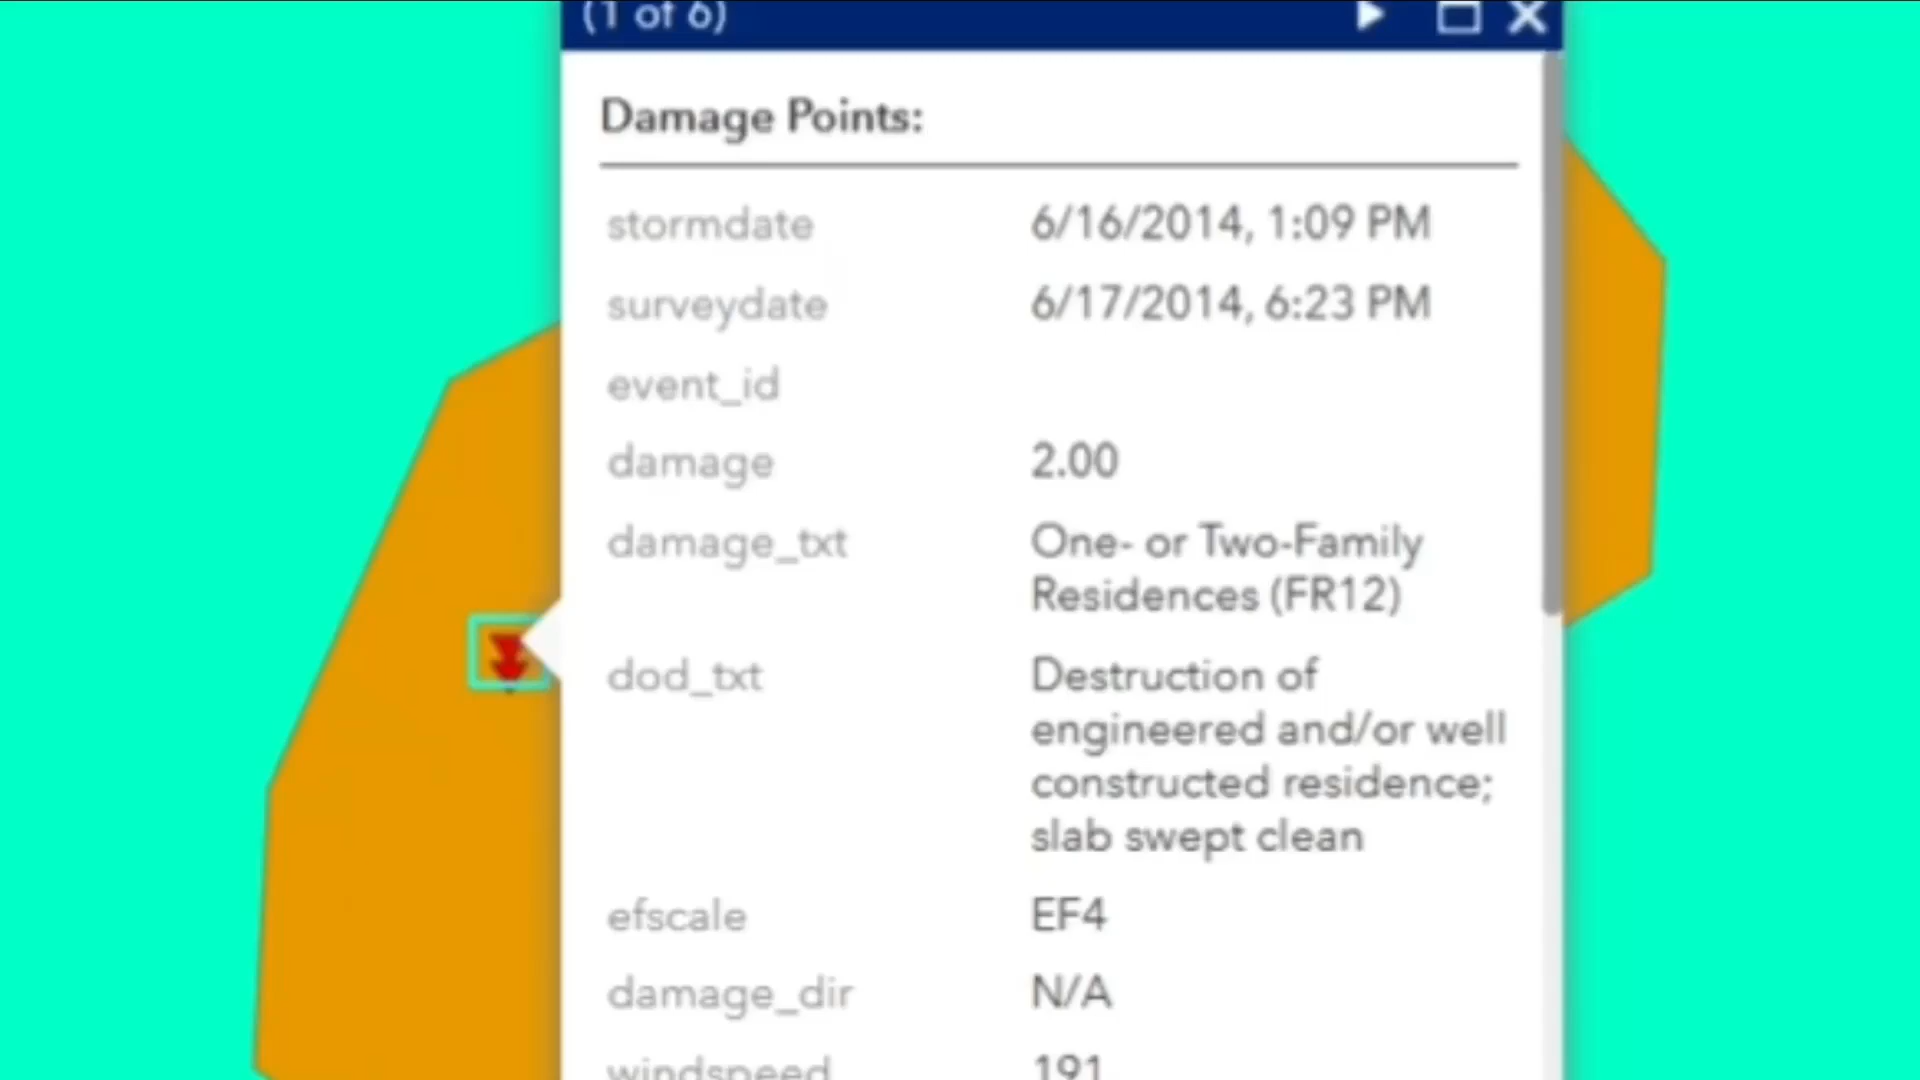 (1 of 6)
Damage Points:
stormdate 6/16/2014, 1:09 PM
surveydate 6/17/2014, 6:23 PM
event_id
damage 2.00
damage_txt One- or Two-Family
Residences (FR12)
dod_txt Destruction of
engineered and/or well
constructed residence;
slab swept clean
efscale EF4
damage_dir N/A
windspeed 191